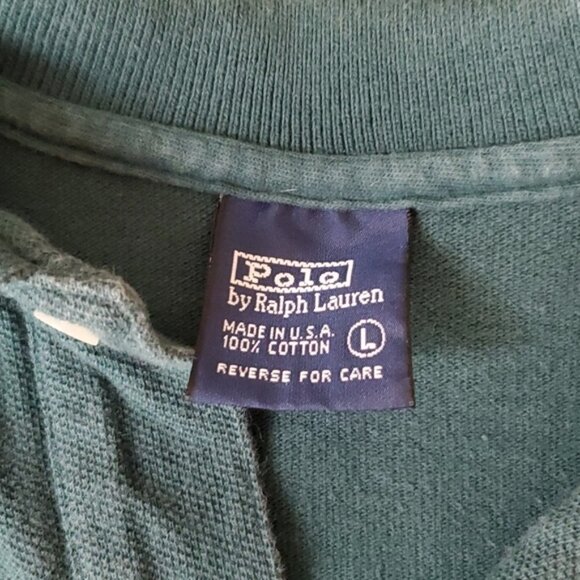 Polo
by Ralph Lauren
MADE IN U.S.A.
100% COTTON L
REVERSE FOR CARE